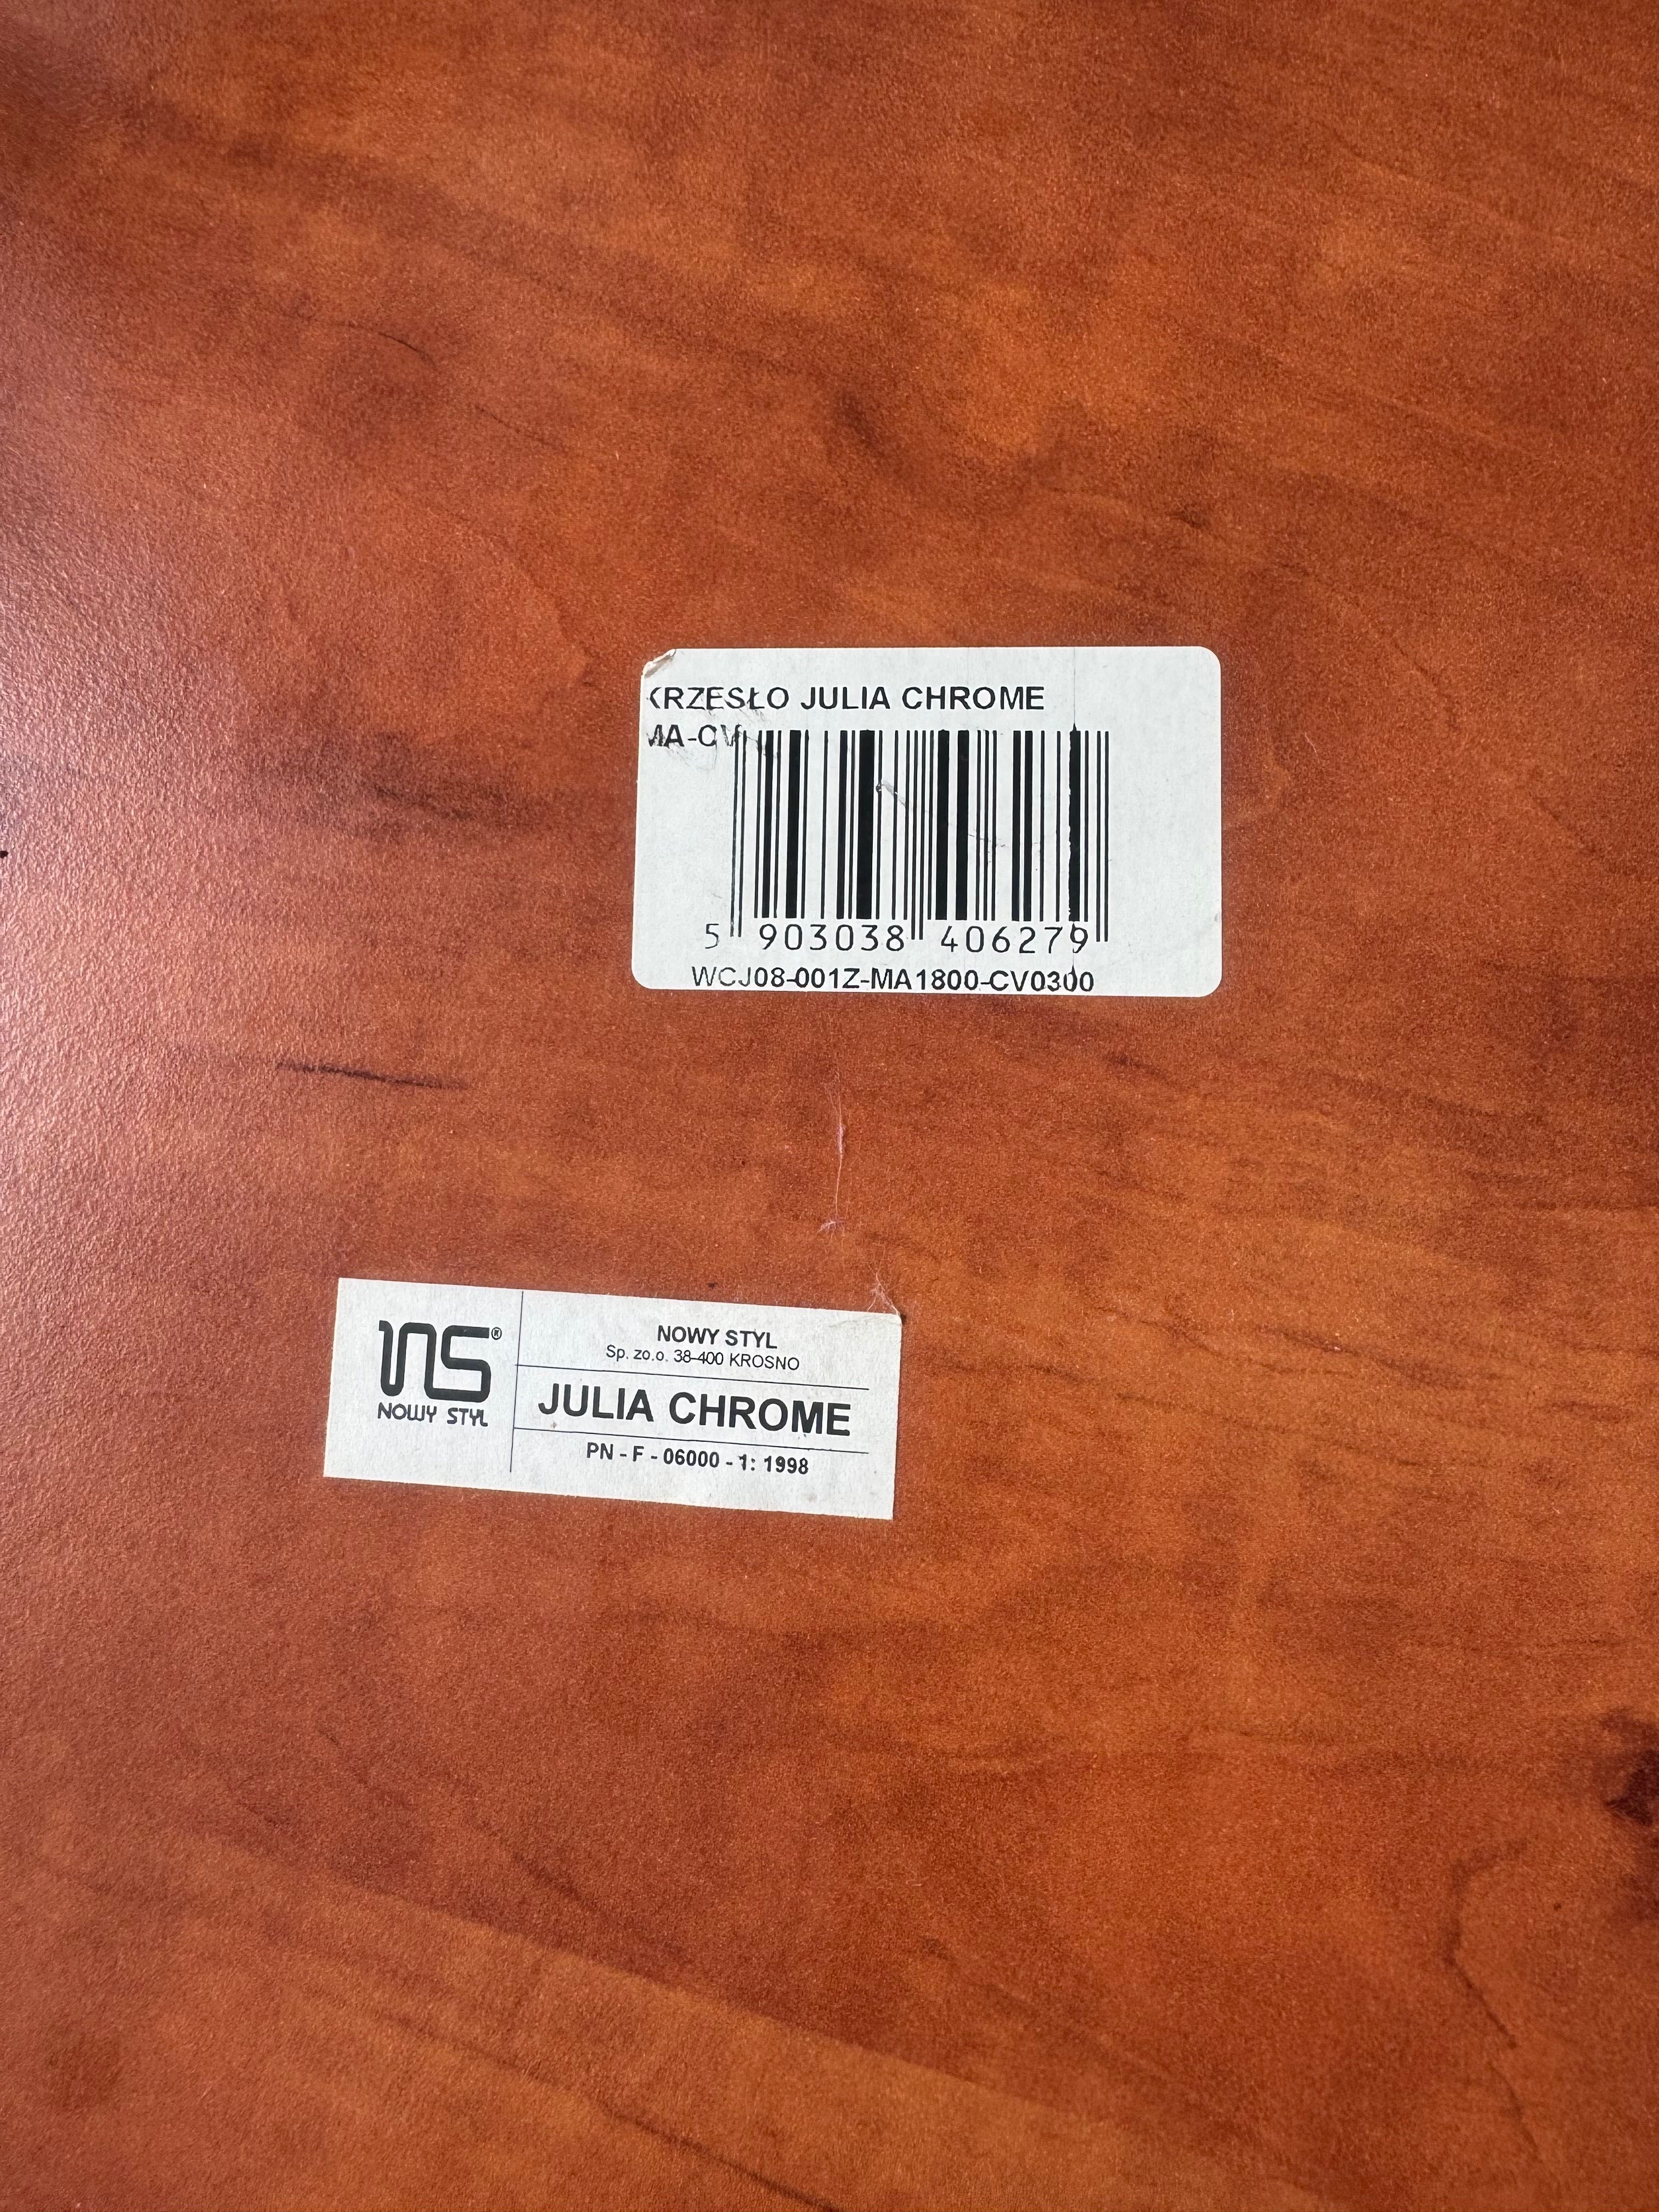 KRZESŁO JULIA CHROME
MA-CV
5 903038 406279
WCJ08-001Z-MA1800-CV0300
ns®
NOWY STYL
NOWY STYL
Sp. zo.o. 38-400 KROSNO
JULIA CHROME
PN - F - 06000 - 1: 1998